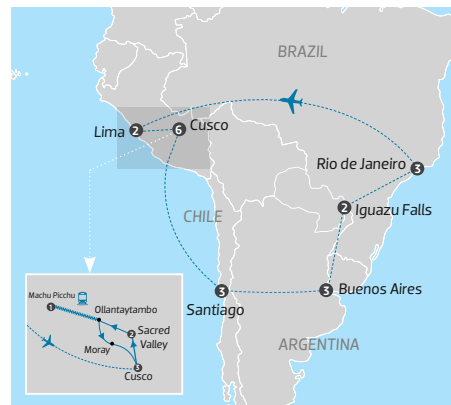 BRAZIL
Lima
2
6
Cusco
Rio de Janeiro
3
2
Iguazu Falls
CHILE
3
Santiago
3
Buenos Aires
ARGENTINA
Machu Picchu
1
Ollantaytambo
2
Sacred
Valley
Moray
3
Cusco